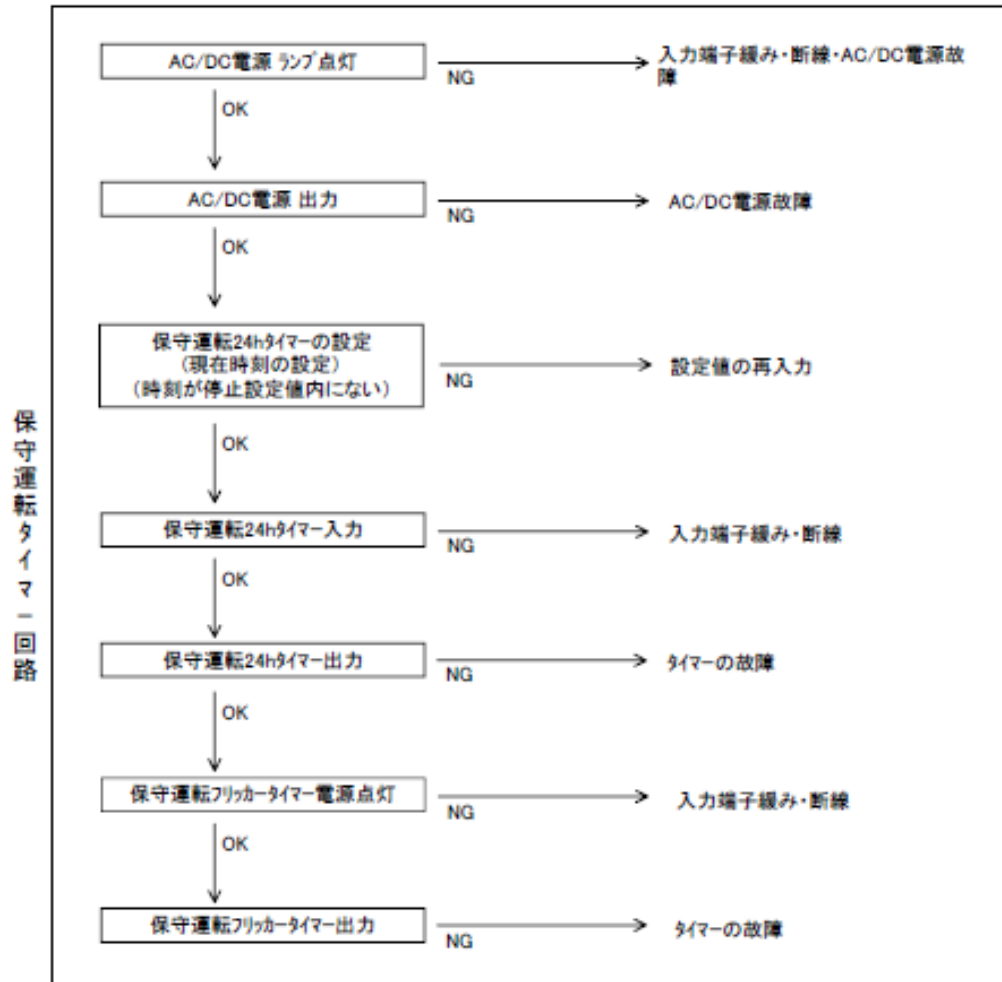 保守運転タイマー回路
AC/DC電源 ﾗﾝﾌﾟ点灯
NG
入力端子緩み・断線・AC/DC電源故
障
OK
AC/DC電源 出力
NG
AC/DC電源故障
OK
保守運転24hﾀｲﾏｰの設定
(現在時刻の設定)
(時刻が停止設定値内にない)
NG
設定値の再入力
OK
保守運転24hﾀｲﾏｰ入力
NG
入力端子緩み・断線
OK
保守運転24hﾀｲﾏｰ出力
NG
ﾀｲﾏｰの故障
OK
保守運転ﾌﾘｯｶｰﾀｲﾏｰ電源点灯
NG
入力端子緩み・断線
OK
保守運転ﾌﾘｯｶｰﾀｲﾏｰ出力
NG
ﾀｲﾏｰの故障